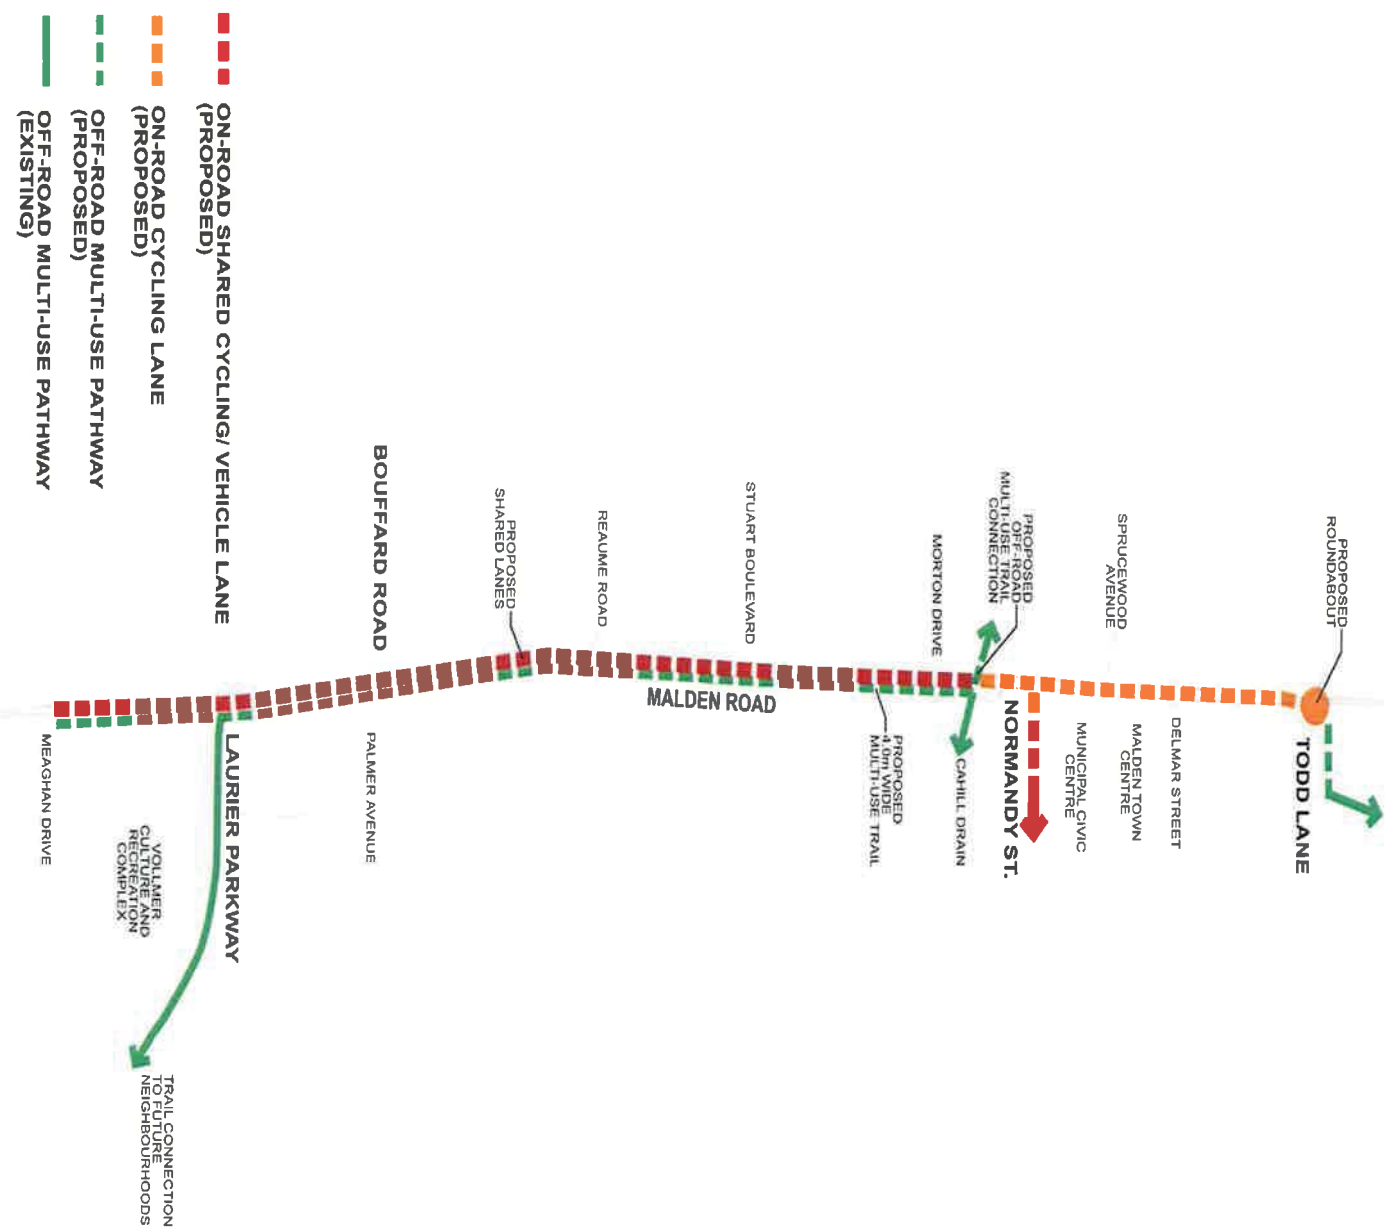 ON-ROAD SHARED CYCLING/ VEHICLE LANE
(PROPOSED)
ON-ROAD CYCLING LANE
(PROPOSED)
OFF-ROAD MULTI-USE PATHWAY
(PROPOSED)
OFF-ROAD MULTI-USE PATHWAY
(EXISTING)
PROPOSED
ROUNDABOUT
TODD LANE
SPRUCEWOOD
AVENUE
DELMAR STREET
MALDEN TOWN
CENTRE
MUNICIPAL CIVIC
CENTRE
PROPOSED
OFF-ROAD
MULTI-USE TRAIL
CONNECTION
NORMANDY ST.
MORTON DRIVE
CAHILL DRAIN
PROPOSED
4.0m WIDE
MULTI-USE TRAIL
STUART BOULEVARD
MALDEN ROAD
REAUME ROAD
PROPOSED
SHARED LANES
BOUFFARD ROAD
PALMER AVENUE
LAURIER PARKWAY
VOLLMER
CULTURE AND
RECREATION
COMPLEX
TRAIL CONNECTION
TO FUTURE
NEIGHBOURHOODS
MEAGHAN DRIVE